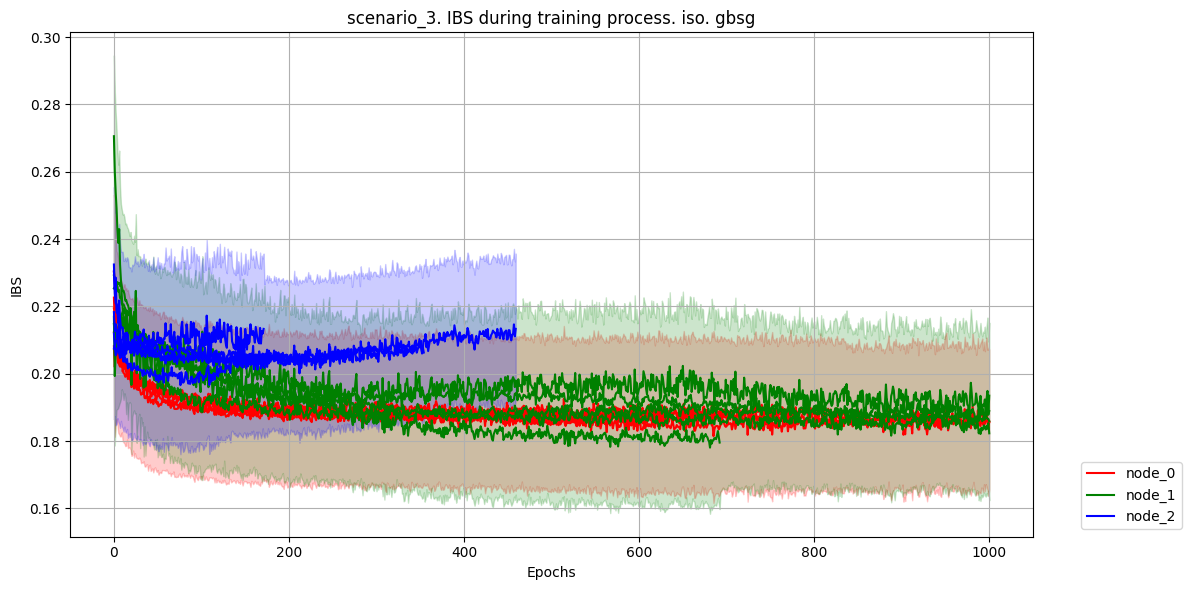 scenario_3. IBS during training process. iso. gbsg
0.30
0.28
0.26
0.24
0.22
0.20
0.18
0.16
IBS
0
200
400
600
800
1000
Epochs
node_0
node_1
node_2